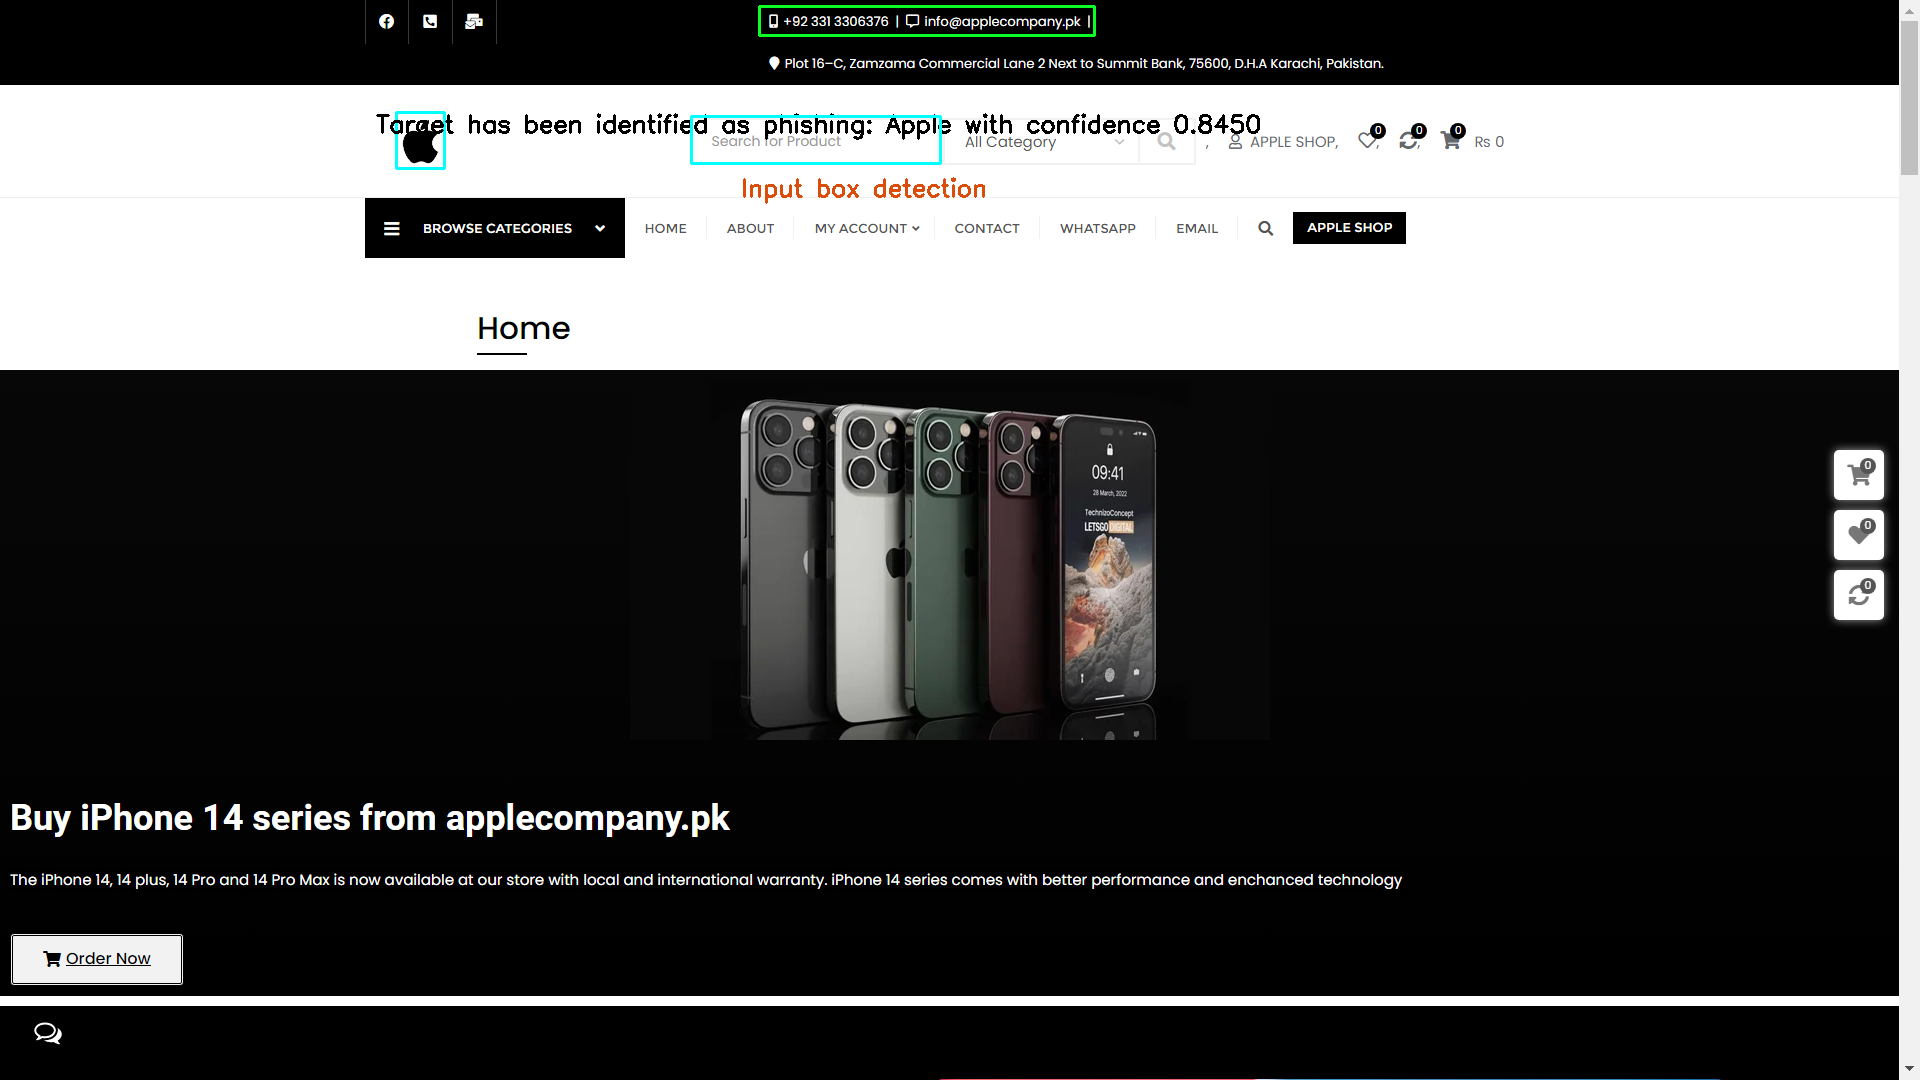 +92 331 3306376 | info@applecompany.pk |
Plot 16-C, Zamzama Commercial Lane 2 Next to Summit Bank, 75600, D.H.A Karachi, Pakistan.
Target has been identified as phishing: Apple with confidence 0.8450
Search for Product
All Category
, APPLE SHOP, 0 , 0 , 0 ₨ 0
Input box detection
BROWSE CATEGORIES
HOME ABOUT MY ACCOUNT CONTACT WHATSAPP EMAIL APPLE SHOP
Home
09:41
28 March, 2022
TechnizoConcept
LETSGO DIGITAL
0
0
0
Buy iPhone 14 series from applecompany.pk
The iPhone 14, 14 plus, 14 Pro and 14 Pro Max is now available at our store with local and international warranty. iPhone 14 series comes with better performance and enchanced technology
Order Now